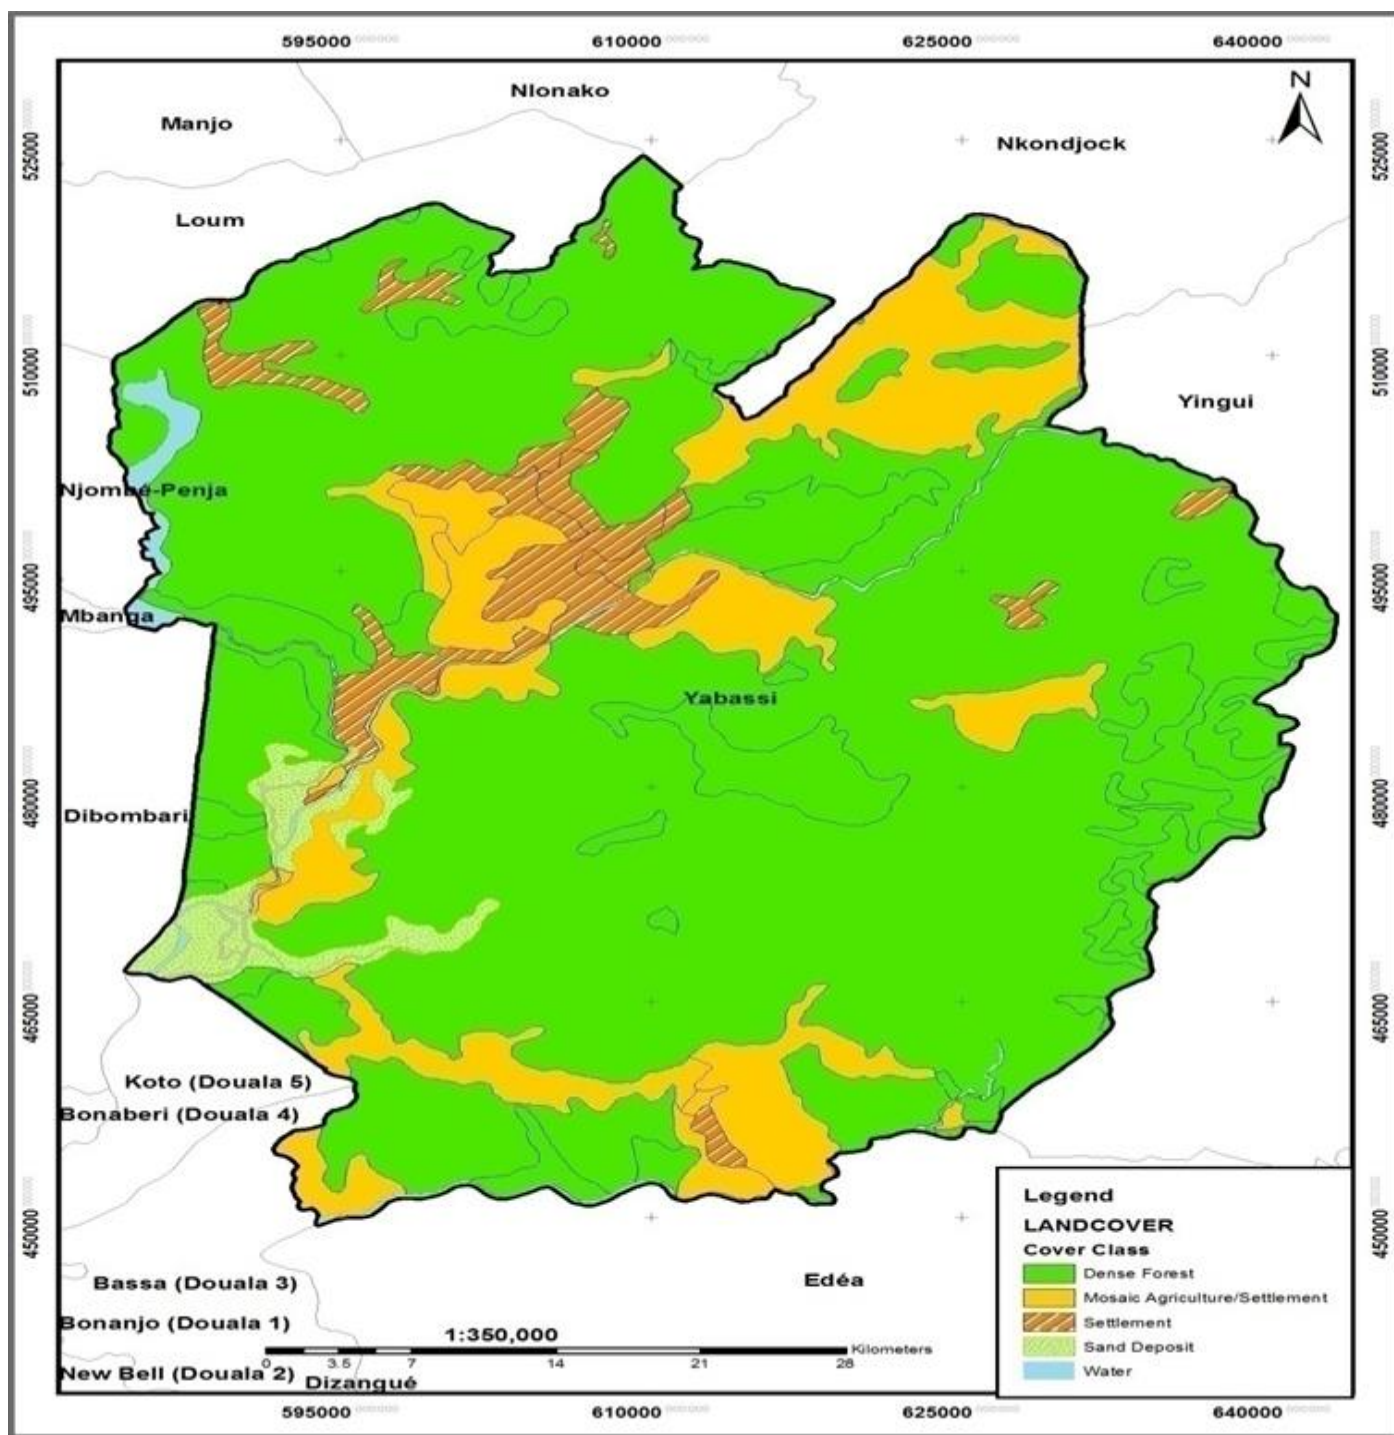 595000 610000 625000 640000
Nlonako
N
Manjo
Nkondjock
525000
525000
Loum
510000
510000
Yingui
Njombé-Penja
495000
495000
Mbanga
Yabassi
480000
480000
Dibombari
465000
465000
Koto (Douala 5)
Bonaberi (Douala 4)
450000
450000
Legend
LANDCOVER
Cover Class
Dense Forest
Mosaic Agriculture/Settlement
Settlement
Sand Deposit
Water
Bassa (Douala 3)
Edéa
Bonanjo (Douala 1)
1:350,000
Kilometers
0 3.5 7 14 21 28
New Bell (Douala 2)
Dizangué
595000 610000 625000 640000